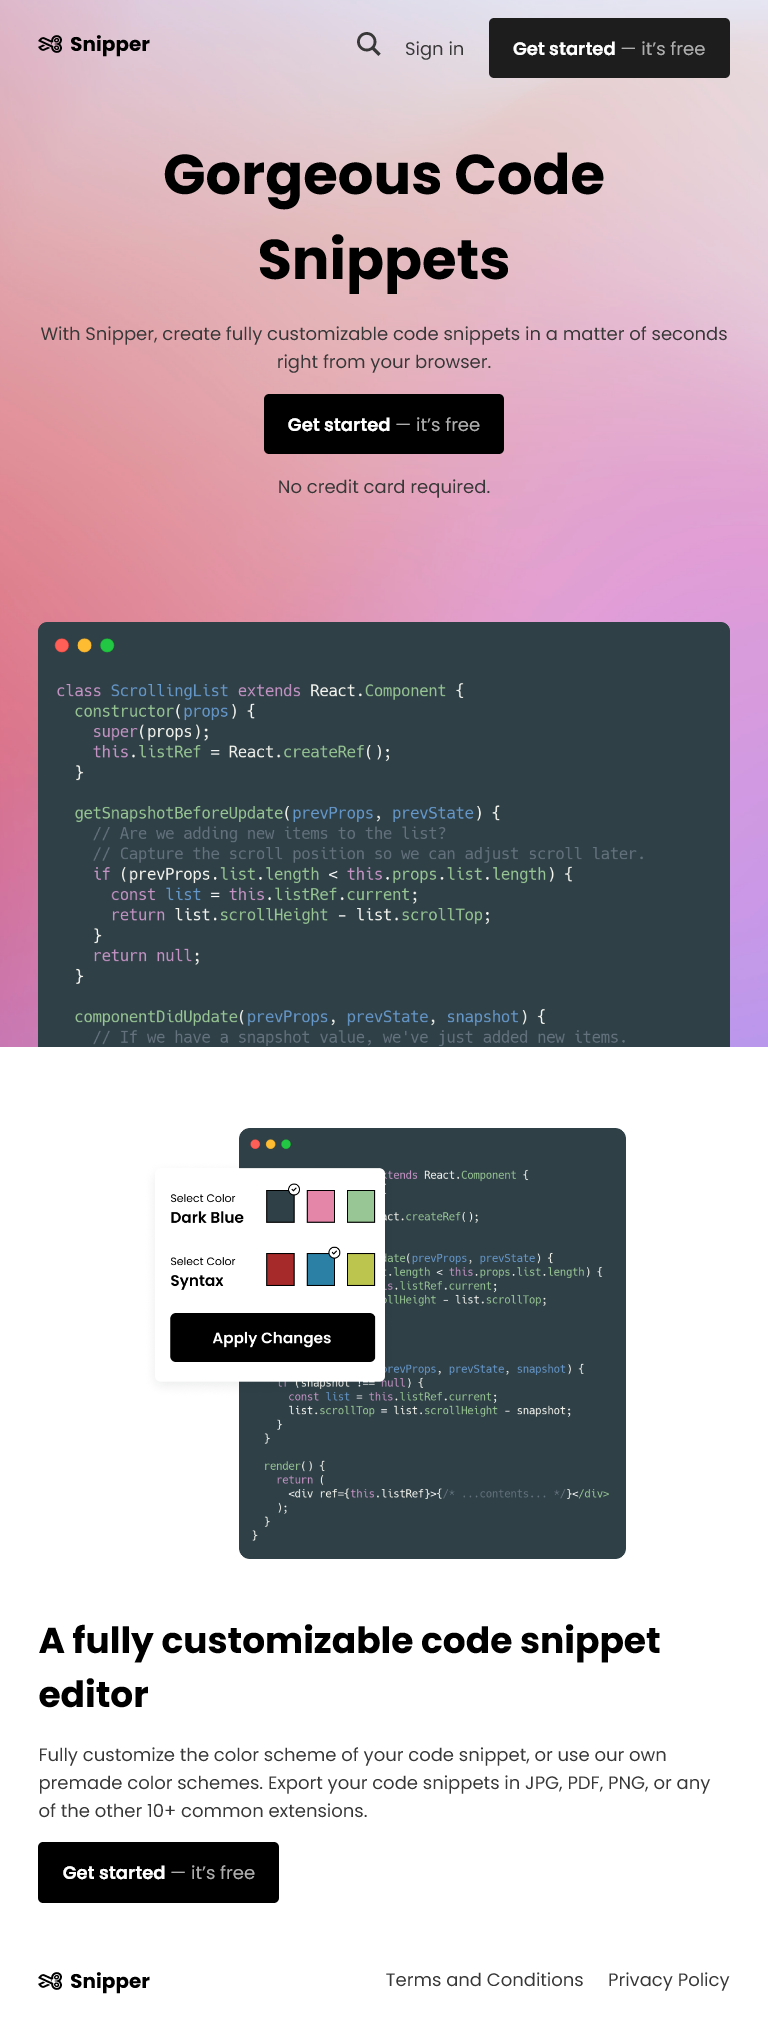 Snipper
Sign in
Get started — it's free
Gorgeous Code
Snippets
With Snipper, create fully customizable code snippets in a matter of seconds
right from your browser.
Get started — it's free
No credit card required.
class ScrollingList extends React.Component {
constructor(props) {
super(props);
this.listRef = React.createRef();
}
getSnapshotBeforeUpdate(prevProps, prevState) {
// Are we adding new items to the list?
// Capture the scroll position so we can adjust scroll later.
if (prevProps.list.length < this.props.list.length) {
const list = this.listRef.current;
return list.scrollHeight - list.scrollTop;
}
return null;
}
componentDidUpdate(prevProps, prevState, snapshot) {
// If we have a snapshot value, we've just added new items.
Select Color
Dark Blue
Select Color
Syntax
Apply Changes
tends React.Component {
{
ct.createRef();
date(prevProps, prevState) {
t.length < this.props.list.length) {
s.listRef.current;
ollHeight - list.scrollTop;
prevProps, prevState, snapshot) {
if (snapshot !== null) {
const list = this.listRef.current;
list.scrollTop = list.scrollHeight - snapshot;
}
}
render() {
return (
<div ref={this.listRef}>{/* ...contents... */}</div>
);
}
}
A fully customizable code snippet
editor
Fully customize the color scheme of your code snippet, or use our own
premade color schemes. Export your code snippets in JPG, PDF, PNG, or any
of the other 10+ common extensions.
Get started — it's free
Snipper
Terms and Conditions
Privacy Policy